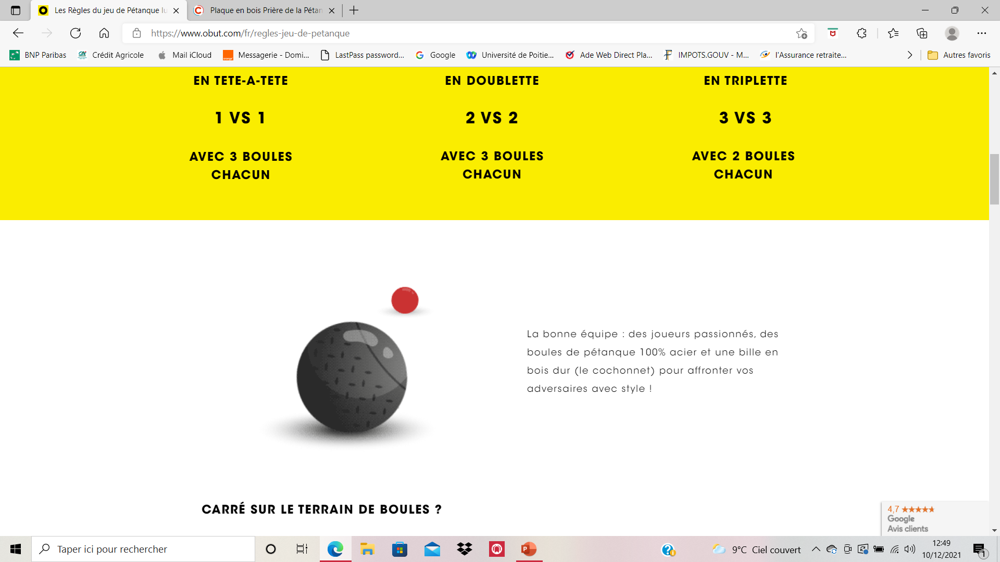 Les Règles du jeu de Pétanque lu
Plaque en bois Prière de la Pétan
https://www.obut.com/fr/regles-jeu-de-petanque
BNP Paribas
Crédit Agricole
Mail iCloud
Messagerie - Domi...
LastPass password...
Google
Université de Poitie...
Ade Web Direct Pla...
IMPOTS.GOUV - M...
l'Assurance retraite...
Autres favoris
EN TETE-A-TETE
1 VS 1
AVEC 3 BOULES
CHACUN
EN DOUBLETTE
2 VS 2
AVEC 3 BOULES
CHACUN
EN TRIPLETTE
3 VS 3
AVEC 2 BOULES
CHACUN
La bonne équipe : des joueurs passionnés, des
boules de pétanque 100% acier et une bille en
bois dur (le cochonnet) pour affronter vos
adversaires avec style !
CARRÉ SUR LE TERRAIN DE BOULES ?
4,7
Google
Avis clients
Taper ici pour rechercher
9°C Ciel couvert
12:49
10/12/2021
1